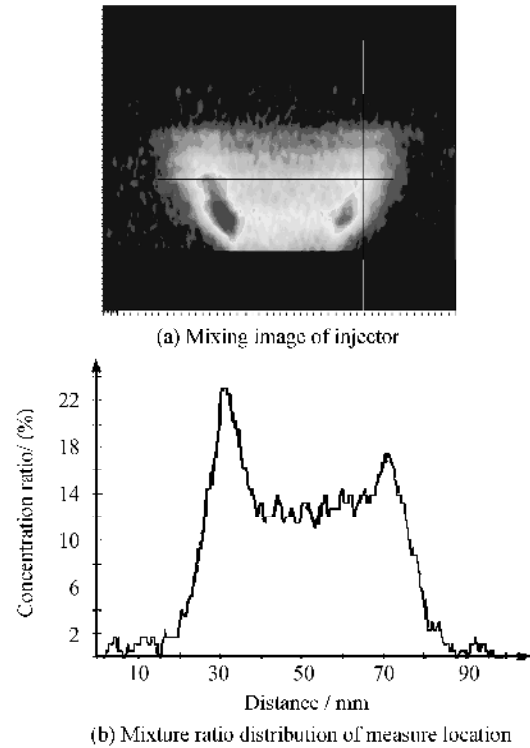 (a) Mixing image of injector
Concentration ratio/ (%)
22
18
14
10
6
2
10 30 50 70 90
Distance / mm
(b) Mixture ratio distribution of measure location